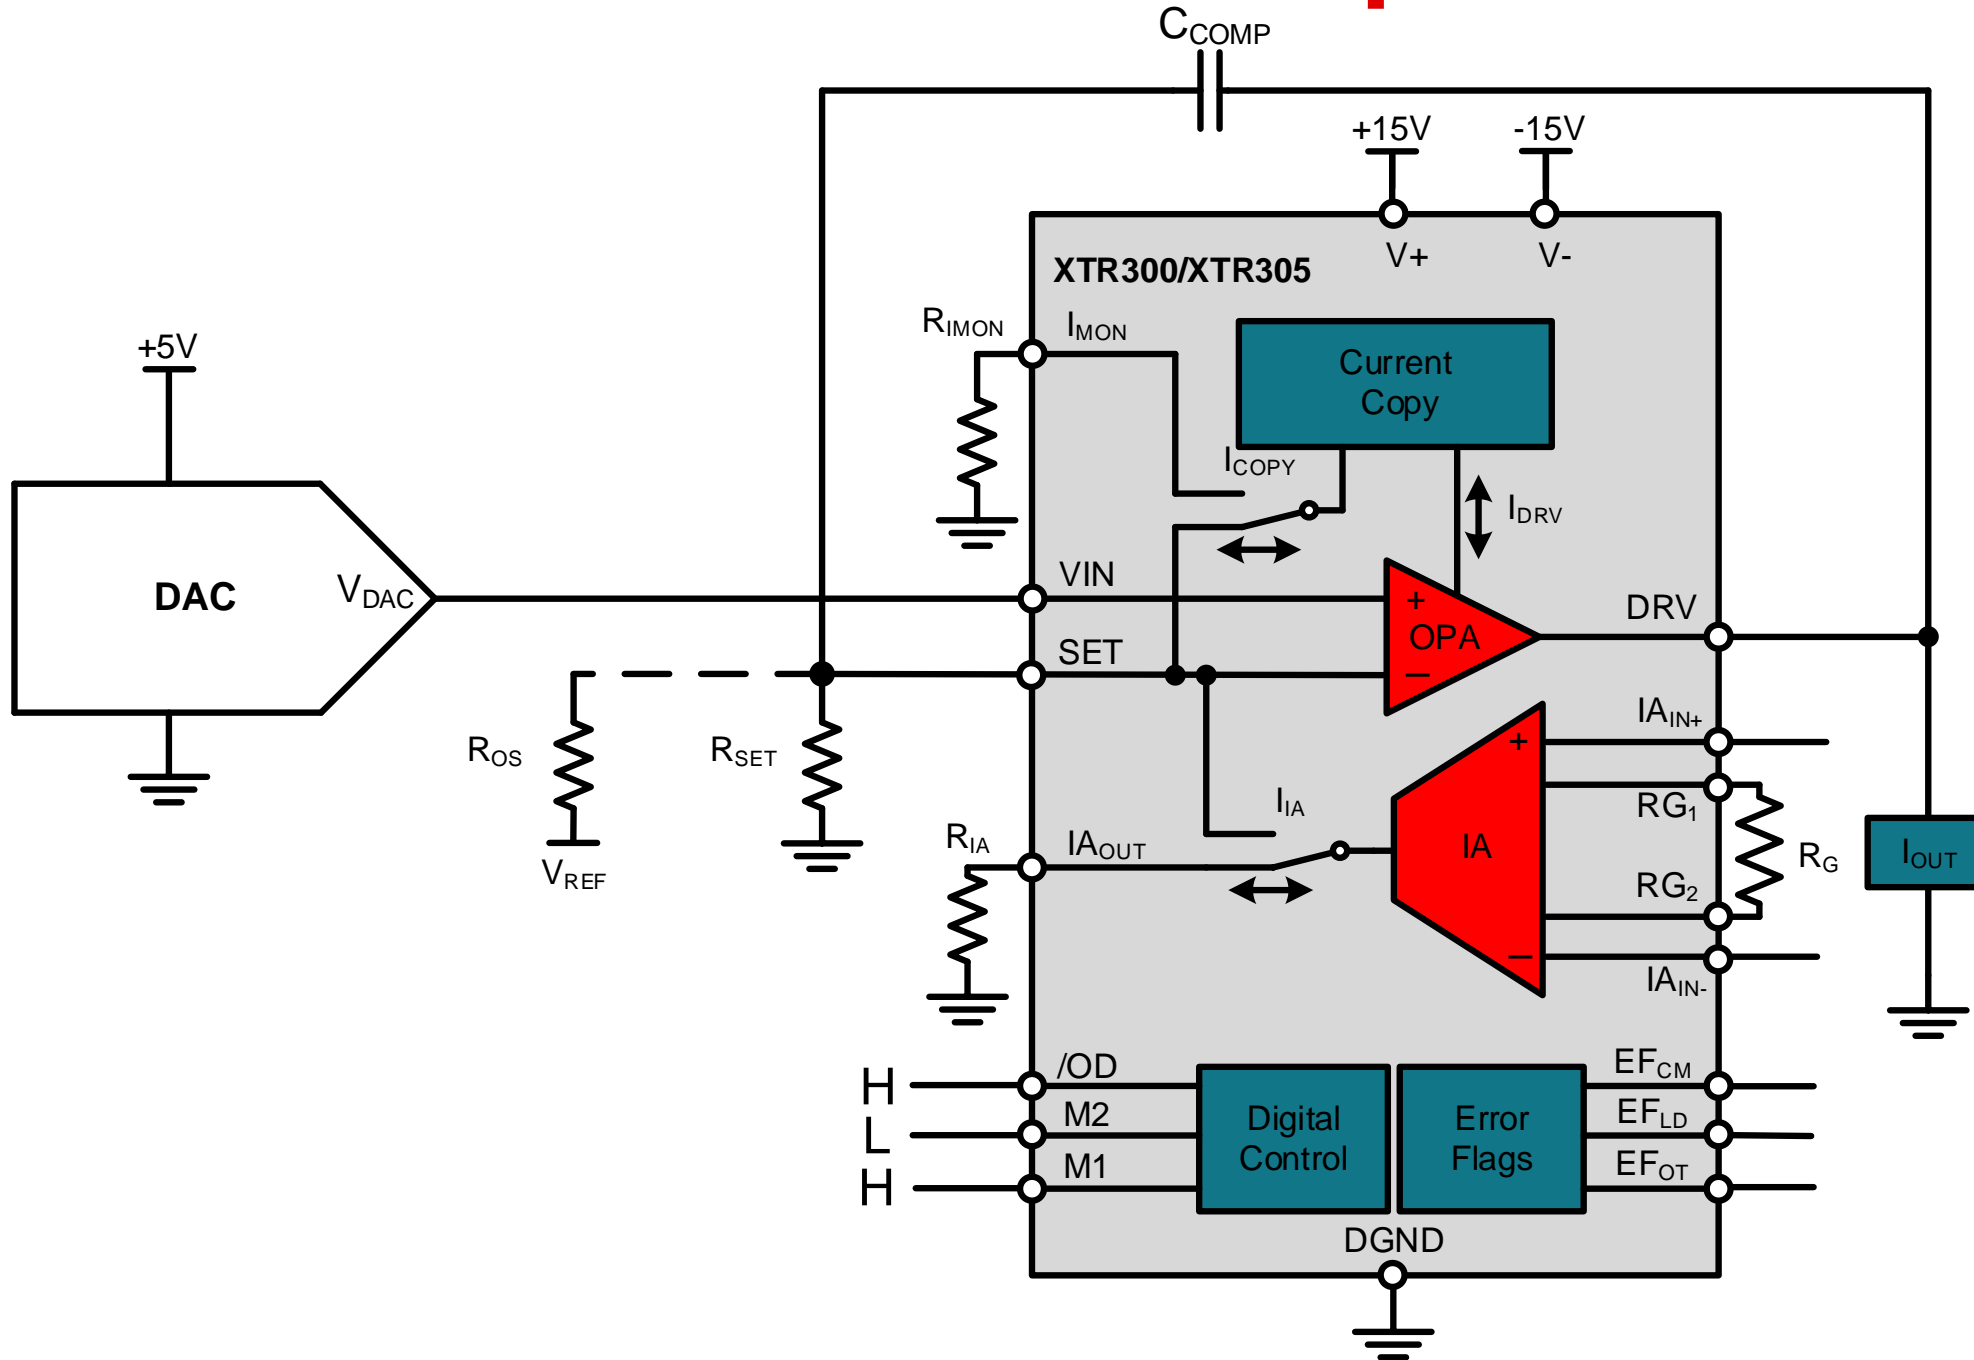 CCOMP
+15V
-15V
V+
V-
XTR300/XTR305
RIMON
IMON
Current
Copy
+5V
ICOPY
IDRV
DAC
VDAC
VIN
+
OPA
–
DRV
SET
ROS
RSET
VREF
IAIN+
+
RG1
IIA
RIA
IAOUT
IA
RG
IOUT
RG2
–
IAIN-
H
/OD
L
M2
H
M1
Digital
Control
Error
Flags
EFCM
EFLD
EFOT
DGND